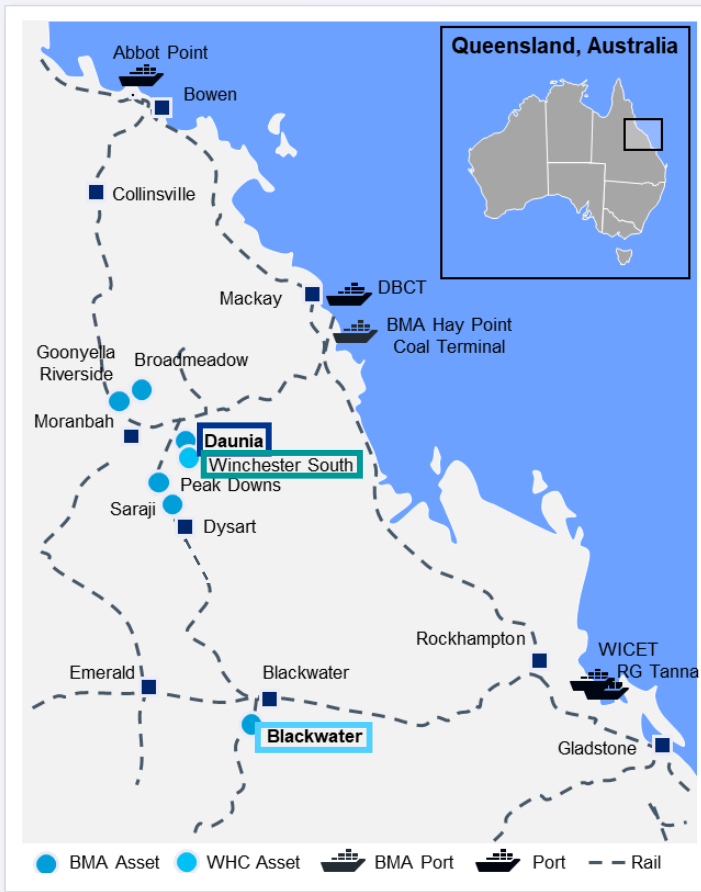 Queensland, Australia
Abbot Point
Bowen
Collinsville
Mackay
DBCT
BMA Hay Point
Coal Terminal
Goonyella
Riverside
Broadmeadow
Moranbah
Daunia
Winchester South
Peak Downs
Saraji
Dysart
Rockhampton
WICET
RG Tanna
Emerald
Blackwater
Blackwater
Gladstone
BMA Asset
WHC Asset
BMA Port
Port
Rail